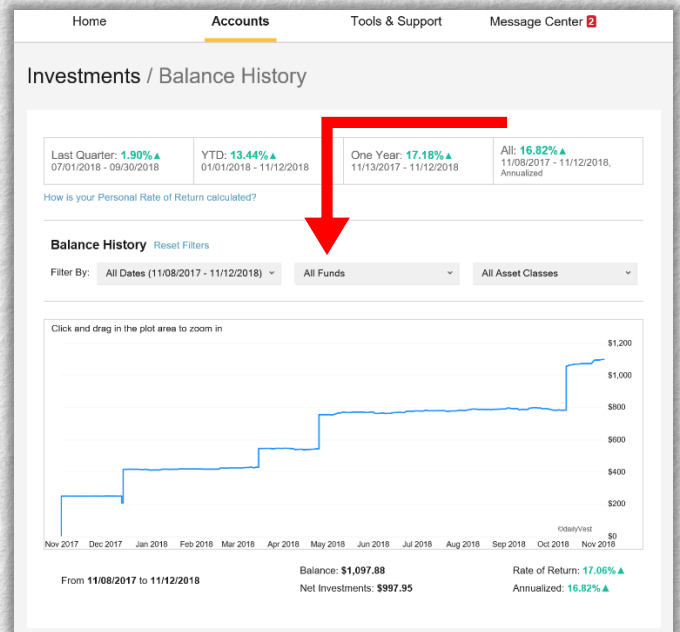 Home Accounts Tools & Support Message Center 2
Investments / Balance History
Last Quarter: 1.90%▲ YTD: 13.44%▲ One Year: 17.18%▲ All: 16.82%▲
07/01/2018 - 09/30/2018 01/01/2018 - 11/12/2018 11/13/2017 - 11/12/2018 11/08/2017 - 11/12/2018,
Annualized
How is your Personal Rate of Return calculated?
Balance History Reset Filters
Filter By: All Dates (11/08/2017 - 11/12/2018) All Funds All Asset Classes
Click and drag in the plot area to zoom in
$1,200
$1,000
$800
$600
$400
$200
©dailyVest
$0
Nov 2017 Dec 2017 Jan 2018 Feb 2018 Mar 2018 Apr 2018 May 2018 Jun 2018 Jul 2018 Aug 2018 Sep 2018 Oct 2018 Nov 2018
From 11/08/2017 to 11/12/2018
Balance: $1,097.88 Rate of Return: 17.06%▲
Net Investments: $997.95 Annualized: 16.82%▲